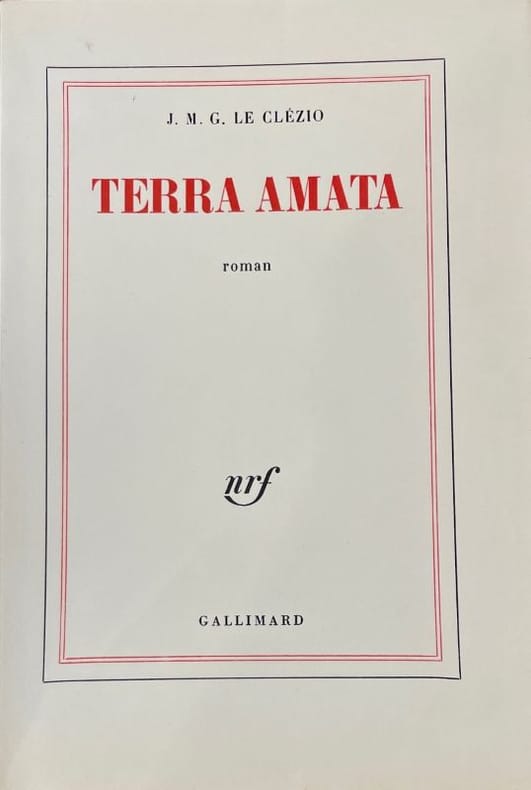 J. M. G. LE CLÉZIO
TERRA AMATA
roman
nrf
GALLIMARD